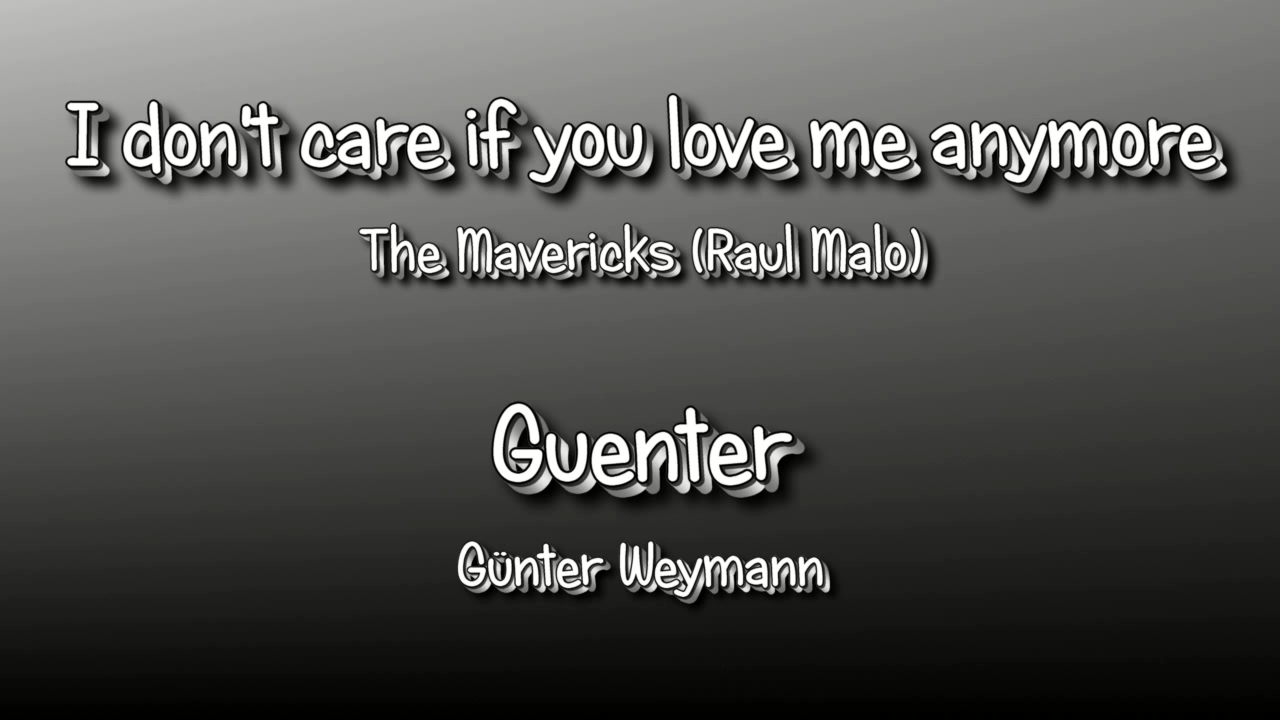 I don't care if you love me anymore
The Mavericks (Raul Malo)
Guenter
Günter Weymann